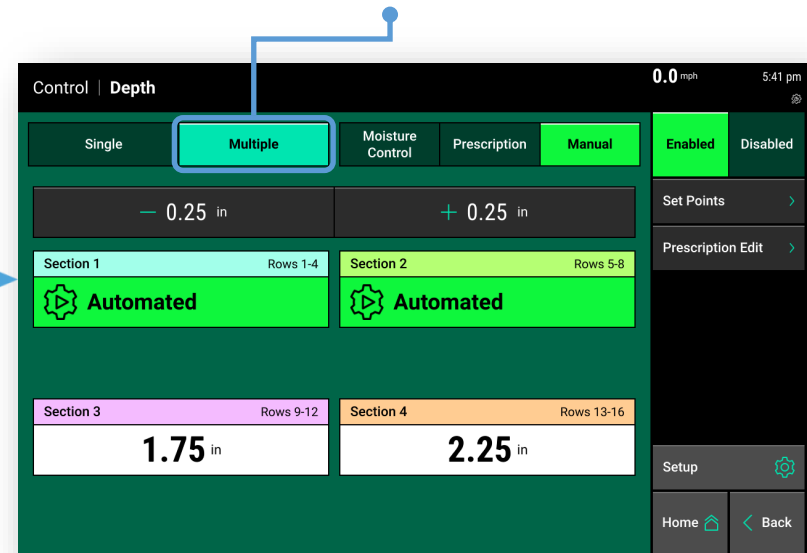 Control | Depth
0.0 mph
5:41 pm
Single
Multiple
Moisture
Control
Prescription
Manual
Enabled
Disabled
− 0.25 in
+ 0.25 in
Set Points
Prescription Edit
Section 1 Rows 1-4
Automated
Section 2 Rows 5-8
Automated
Section 3 Rows 9-12
1.75 in
Section 4 Rows 13-16
2.25 in
Setup
Home
Back